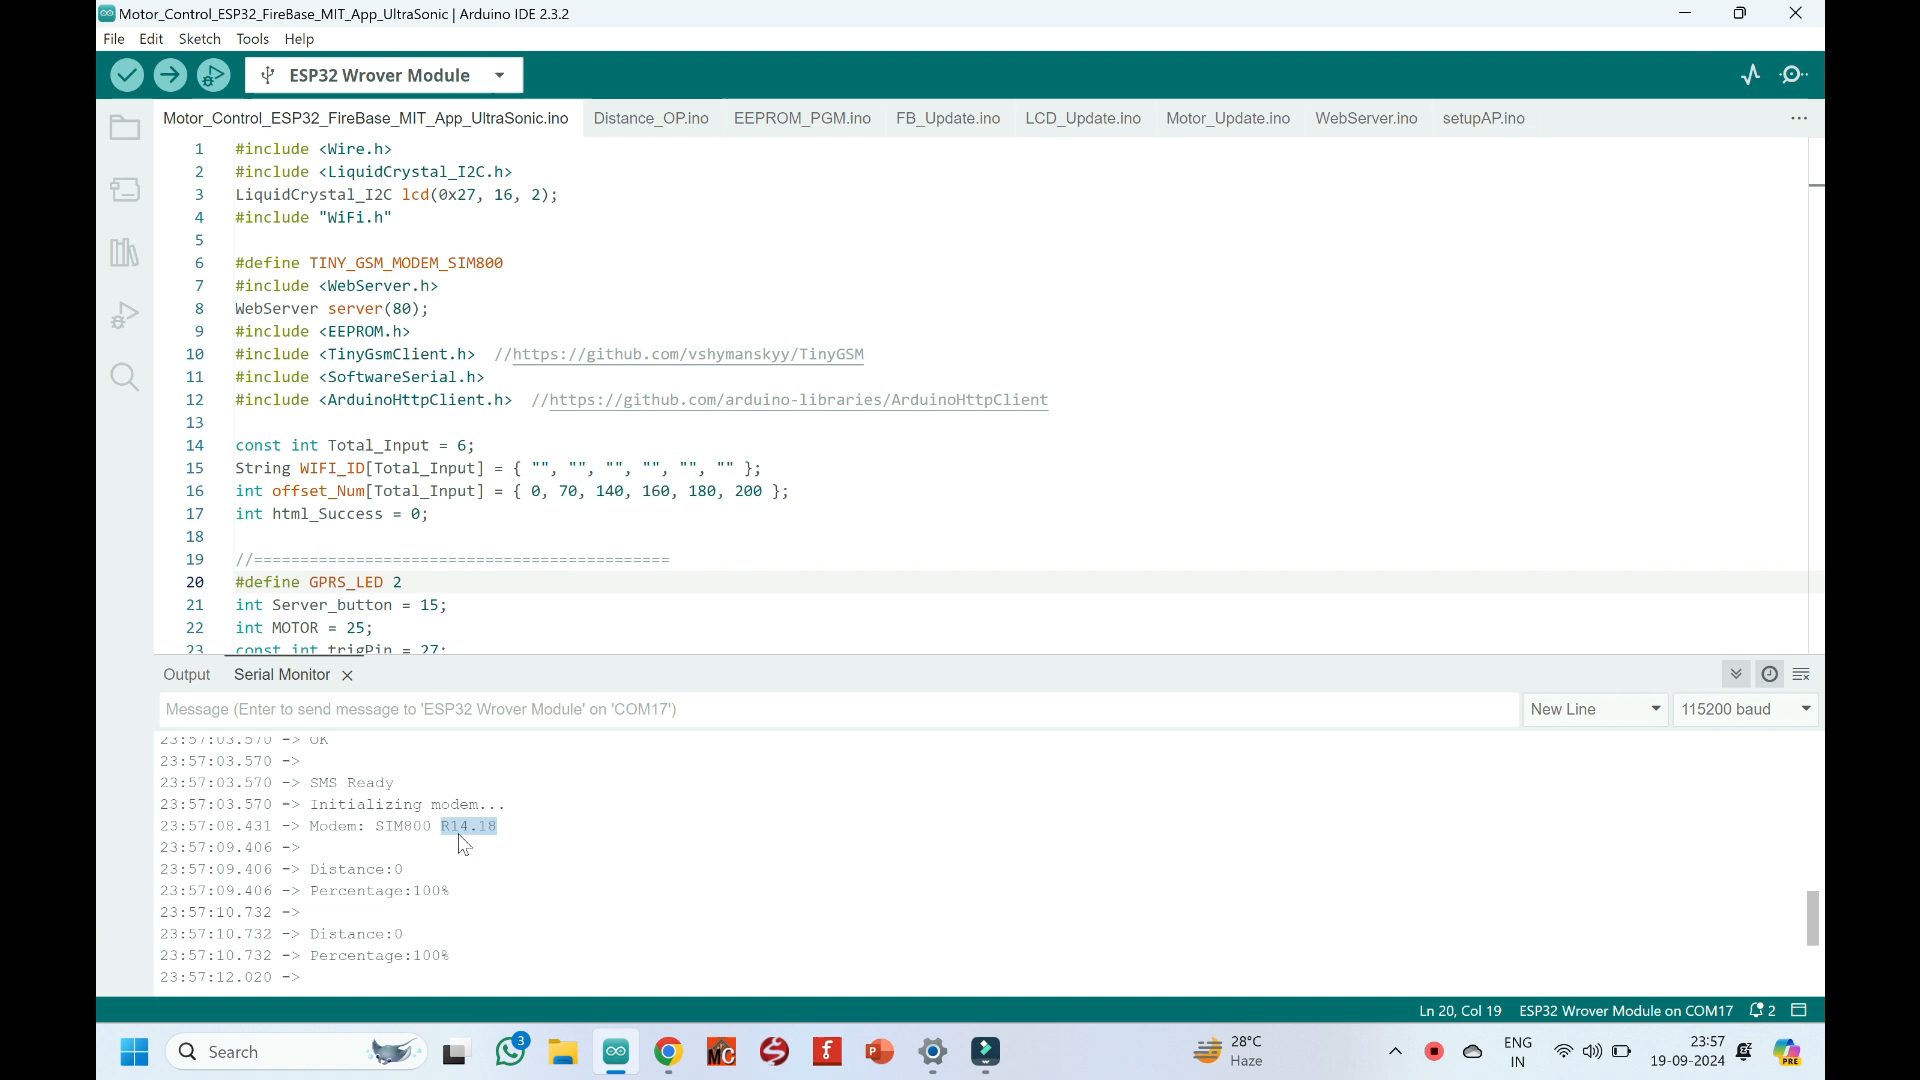 Motor_Control_ESP32_FireBase_MIT_App_UltraSonic | Arduino IDE 2.3.2
File Edit Sketch Tools Help
ESP32 Wrover Module
Motor_Control_ESP32_FireBase_MIT_App_UltraSonic.ino Distance_OP.ino EEPROM_PGM.ino FB_Update.ino LCD_Update.ino Motor_Update.ino WebServer.ino setupAP.ino ...
1 #include <Wire.h>
2 #include <LiquidCrystal_I2C.h>
3 LiquidCrystal_I2C lcd(0x27, 16, 2);
4 #include "WiFi.h"
5
6 #define TINY_GSM_MODEM_SIM800
7 #include <WebServer.h>
8 WebServer server(80);
9 #include <EEPROM.h>
10 #include <TinyGsmClient.h> //https://github.com/vshymanskyy/TinyGSM
11 #include <SoftwareSerial.h>
12 #include <ArduinoHttpClient.h> //https://github.com/arduino-libraries/ArduinoHttpClient
13
14 const int Total_Input = 6;
15 String WIFI_ID[Total_Input] = { "", "", "", "", "", "" };
16 int offset_Num[Total_Input] = { 0, 70, 140, 160, 180, 200 };
17 int html_Success = 0;
18
19 //=============================================
20 #define GPRS_LED 2
21 int Server_button = 15;
22 int MOTOR = 25;
23 const int trigPin = 27;
Output Serial Monitor
Message (Enter to send message to 'ESP32 Wrover Module' on 'COM17') New Line 115200 baud
23:57:03.570 -> OK
23:57:03.570 ->
23:57:03.570 -> SMS Ready
23:57:03.570 -> Initializing modem...
23:57:08.431 -> Modem: SIM800 R14.18
23:57:09.406 ->
23:57:09.406 -> Distance:0
23:57:09.406 -> Percentage:100%
23:57:10.732 ->
23:57:10.732 -> Distance:0
23:57:10.732 -> Percentage:100%
23:57:12.020 ->
Ln 20, Col 19 ESP32 Wrover Module on COM17 2
Search 3 MC f P 28°C ENG 23:57
Haze IN 19-09-2024 PRE